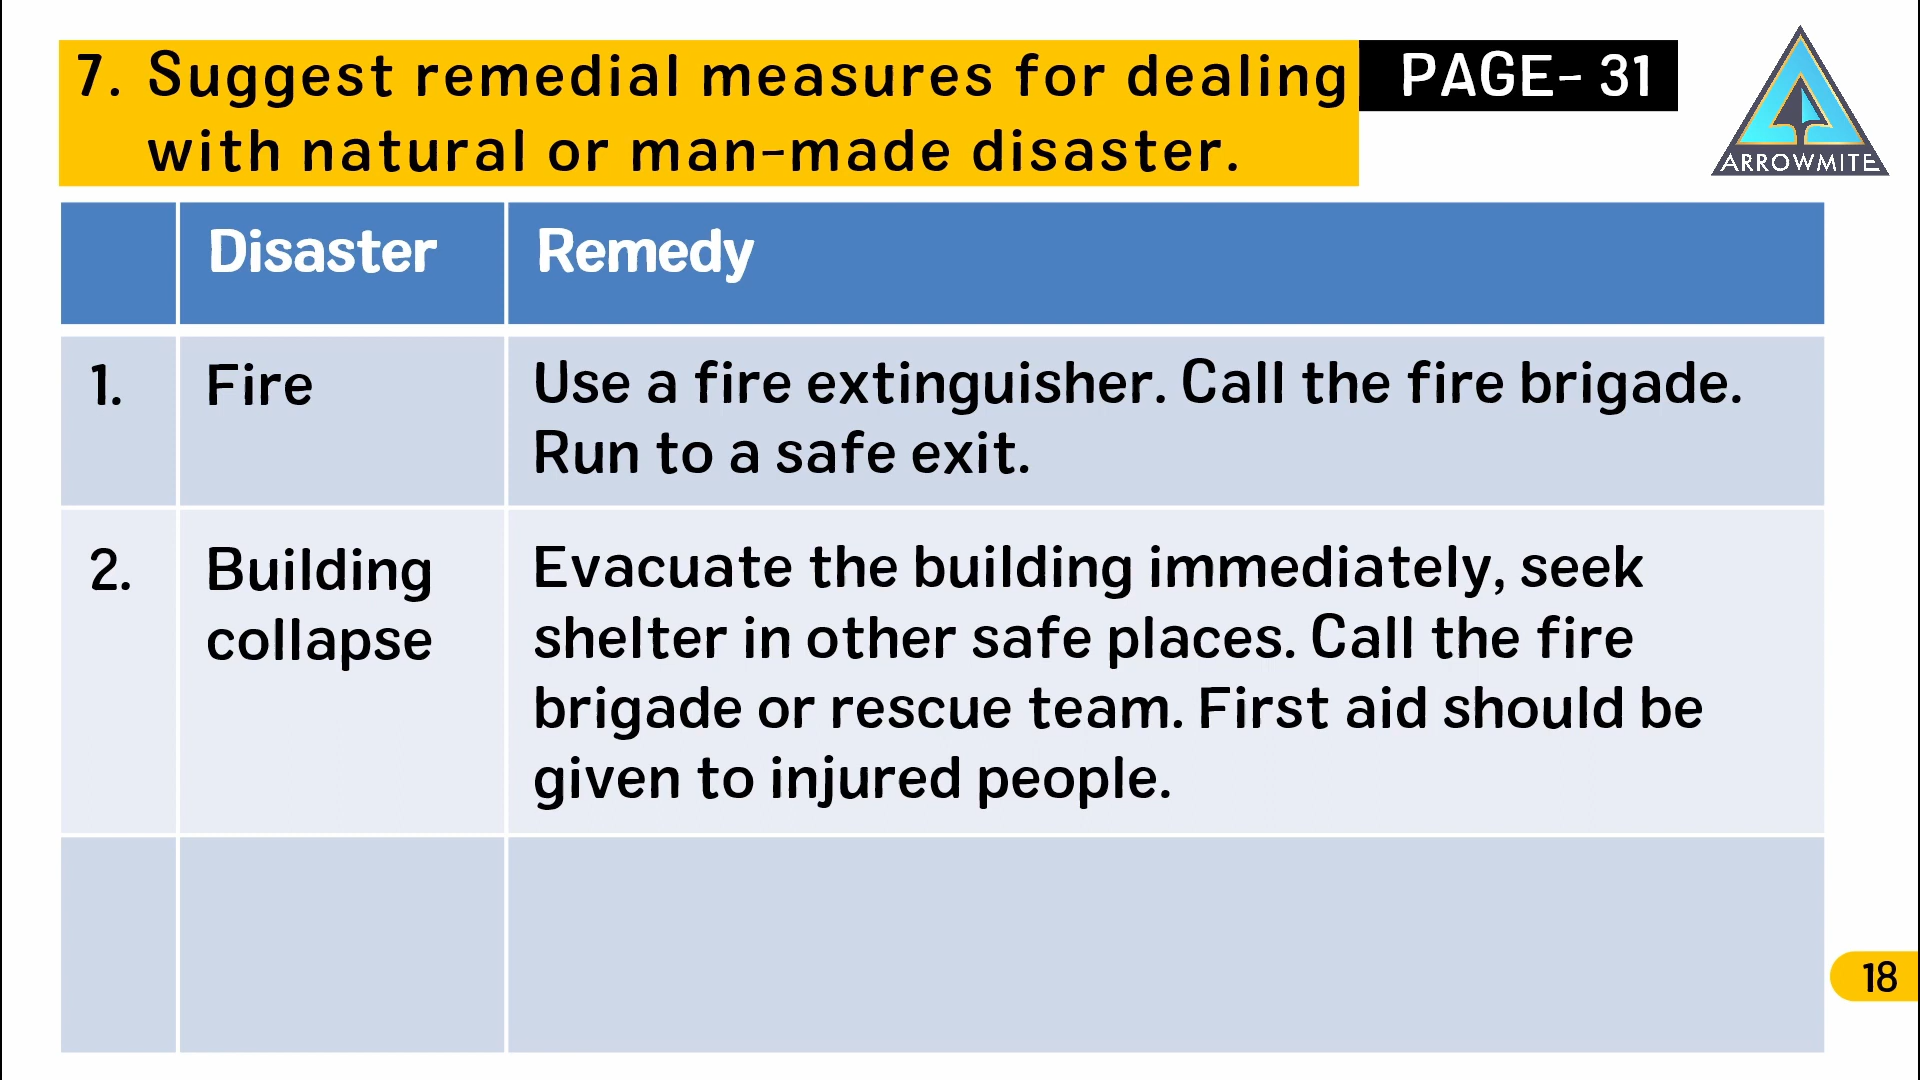 7. Suggest remedial measures for dealing
with natural or man-made disaster.
PAGE- 31
ARROWMITE
Disaster Remedy
1. Fire Use a fire extinguisher. Call the fire brigade.
Run to a safe exit.
2. Building Evacuate the building immediately, seek
collapse shelter in other safe places. Call the fire
brigade or rescue team. First aid should be
given to injured people.
18